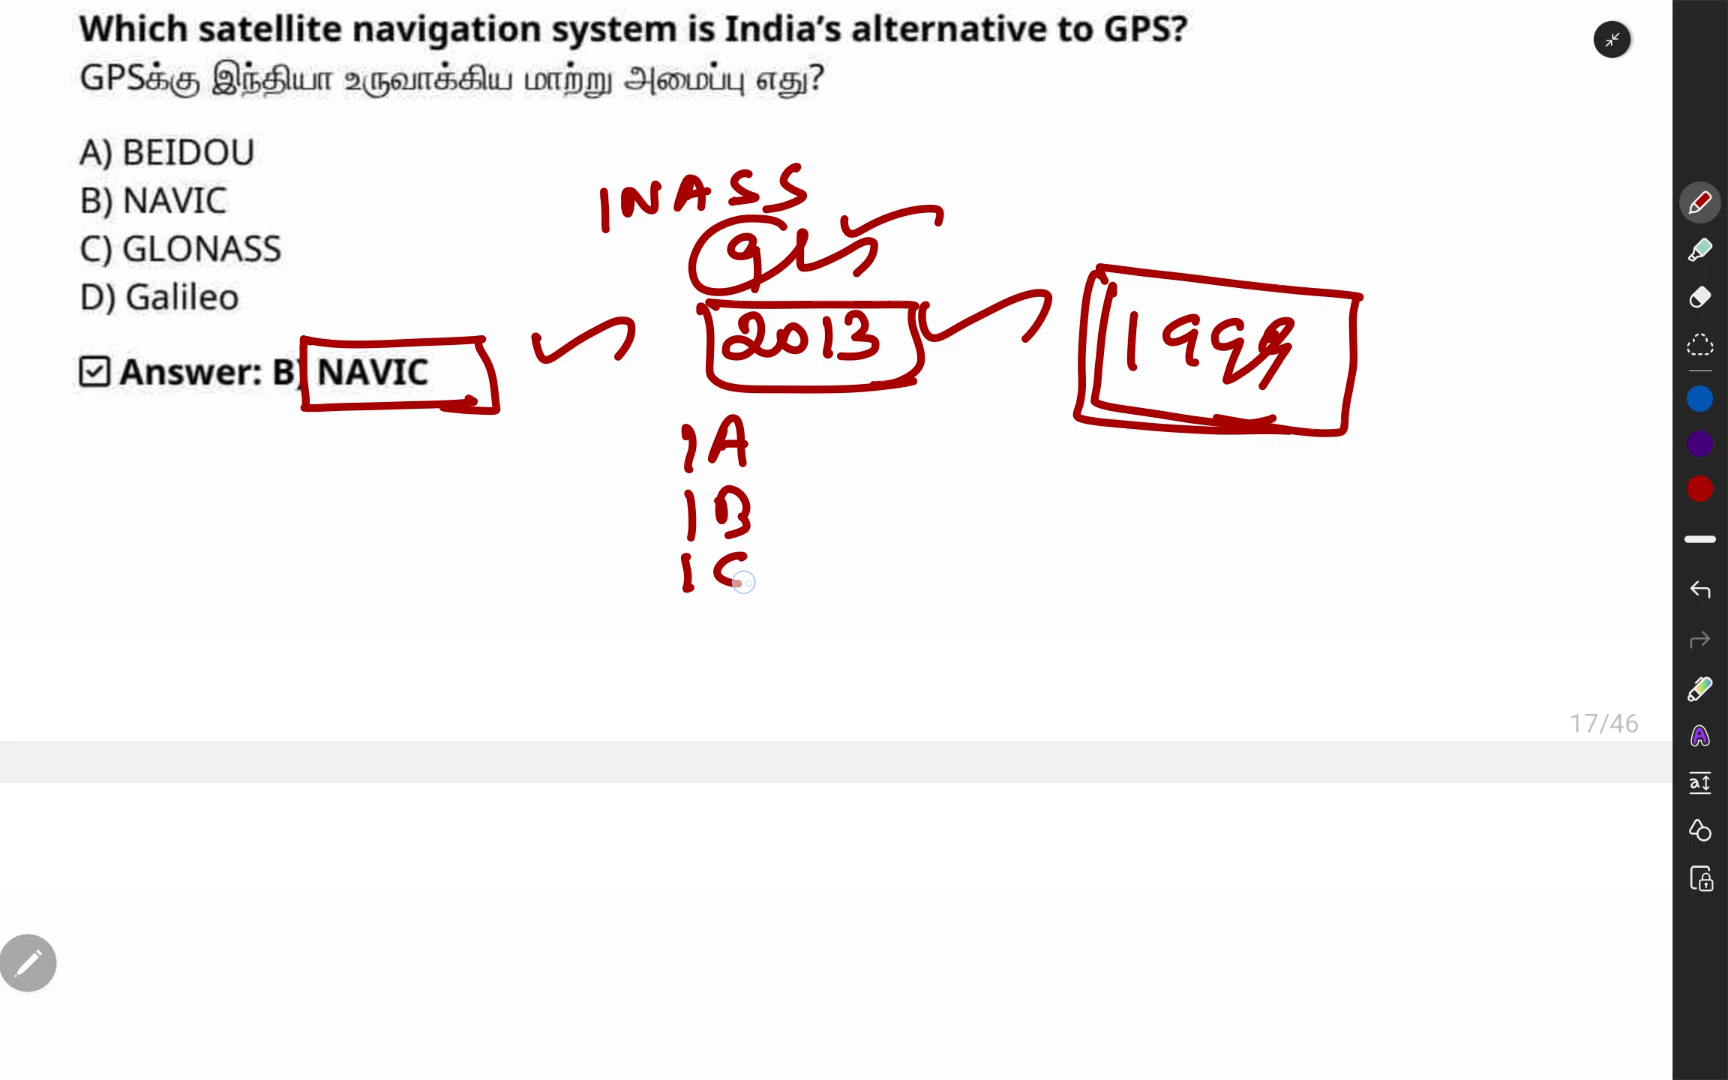 Which satellite navigation system is India's alternative to GPS?
GPSக்கு இந்தியா உருவாக்கிய மாற்று அமைப்பு எது?
A) BEIDOU
B) NAVIC
C) GLONASS
D) Galileo
Answer: B) NAVIC
INASS
9
2013
1999
1A
1B
1C
17/46